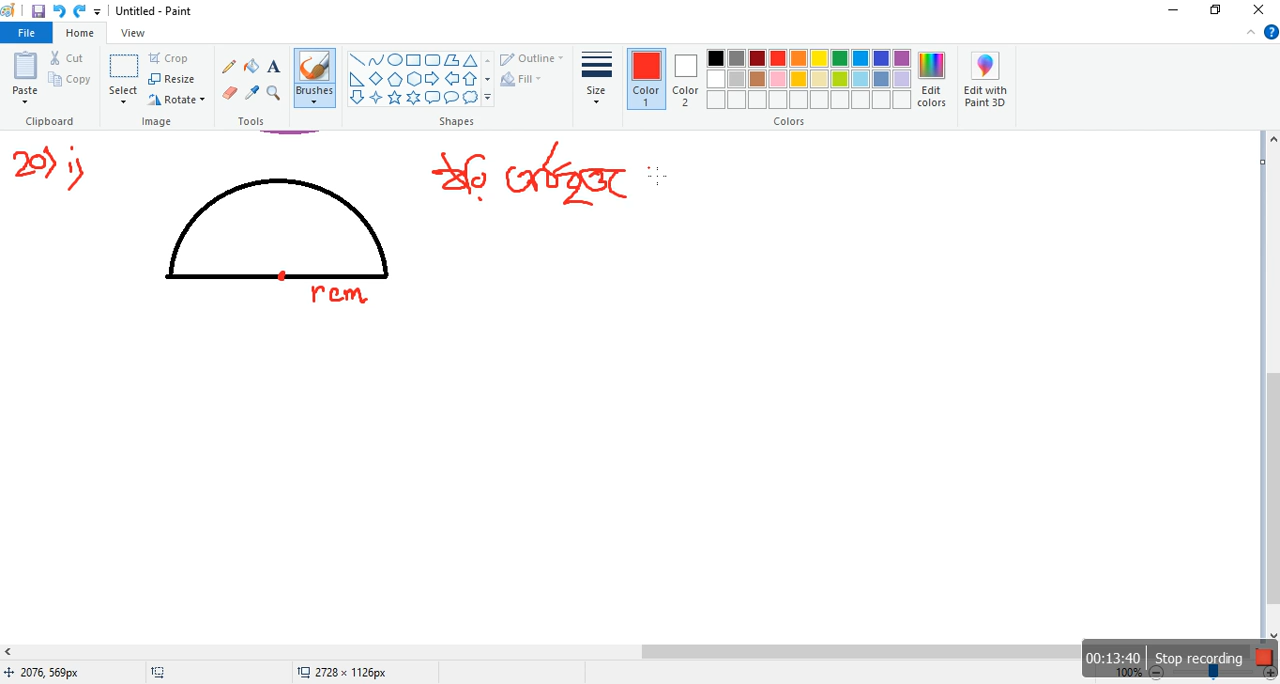 Untitled - Paint
File Home View
Paste
Cut
Copy
Clipboard
Select
Crop
Resize
Rotate
Image
Tools
Brushes
Shapes
Outline
Fill
Size
Color 1
Color 2
Edit colors
Edit with Paint 3D
Colors
20) i)
r cm
2076, 569px
2728 × 1126px
100%
00:13:40 Stop recording